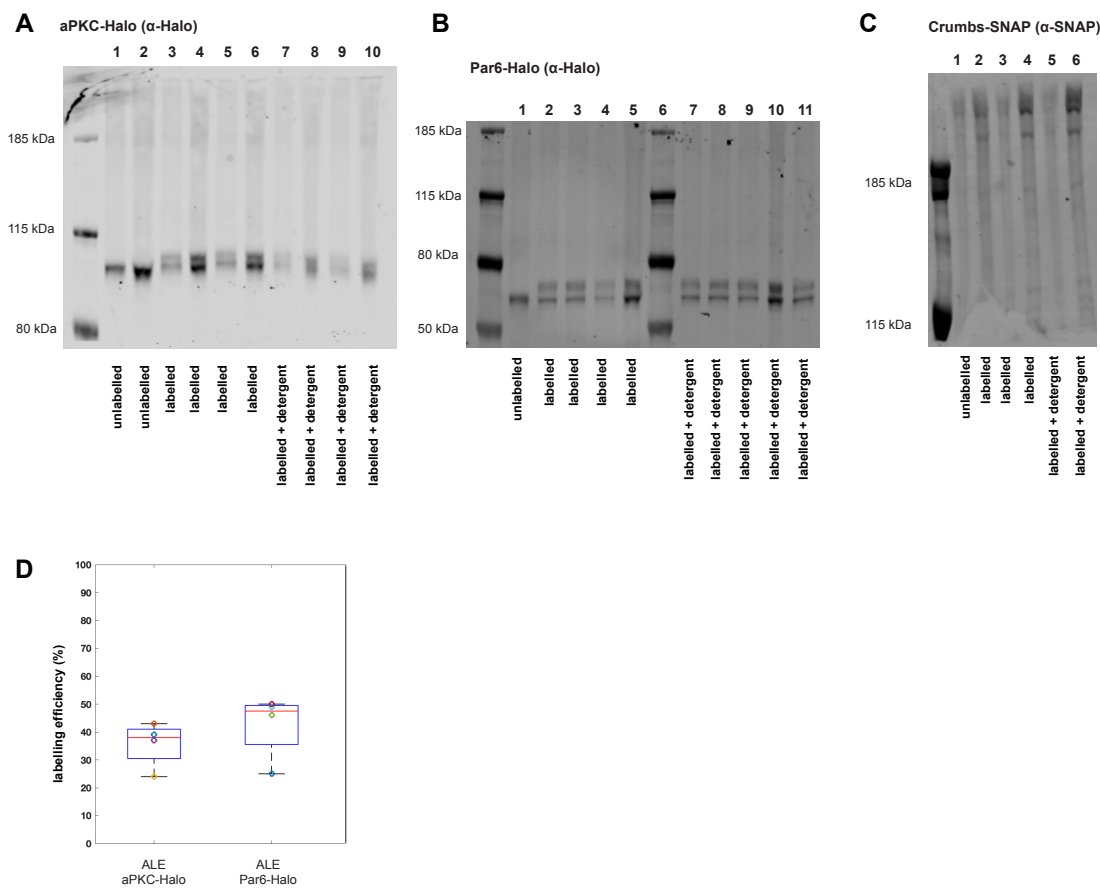 A
aPKC-Halo (α-Halo)
1 2 3 4 5 6 7 8 9 10
185 kDa
115 kDa
80 kDa
unlabelled
unlabelled
labelled
labelled
labelled
labelled
labelled + detergent
labelled + detergent
labelled + detergent
labelled + detergent
B
Par6-Halo (α-Halo)
1 2 3 4 5 6 7 8 9 10 11
185 kDa
115 kDa
80 kDa
50 kDa
unlabelled
labelled
labelled
labelled
labelled
labelled + detergent
labelled + detergent
labelled + detergent
labelled + detergent
labelled + detergent
C
Crumbs-SNAP (α-SNAP)
1 2 3 4 5 6
185 kDa
115 kDa
unlabelled
labelled
labelled
labelled
labelled + detergent
labelled + detergent
D
labelling efficiency (%)
100
90
80
70
60
50
40
30
20
10
0
ALE
aPKC-Halo
ALE
Par6-Halo